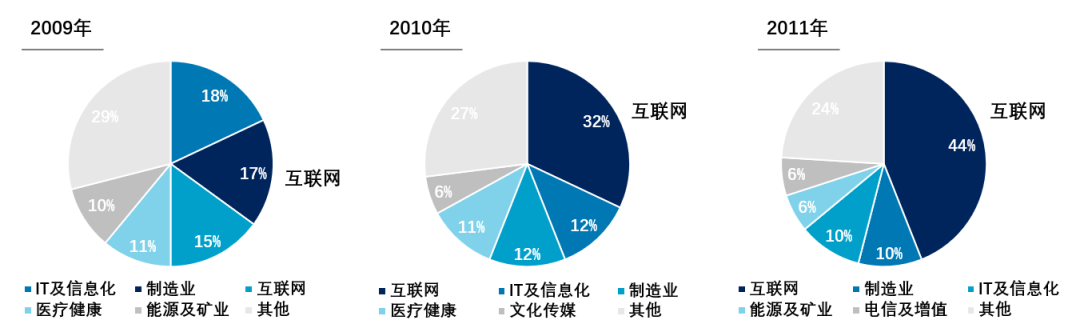 2009年
18%
17%
15%
11%
10%
29%
互联网
IT及信息化 制造业 互联网
医疗健康 能源及矿业 其他
2010年
32%
12%
12%
11%
6%
27%
互联网
互联网 IT及信息化 制造业
医疗健康 文化传媒 其他
2011年
44%
10%
10%
6%
6%
24%
互联网
互联网 制造业 IT及信息化
能源及矿业 电信及增值 其他